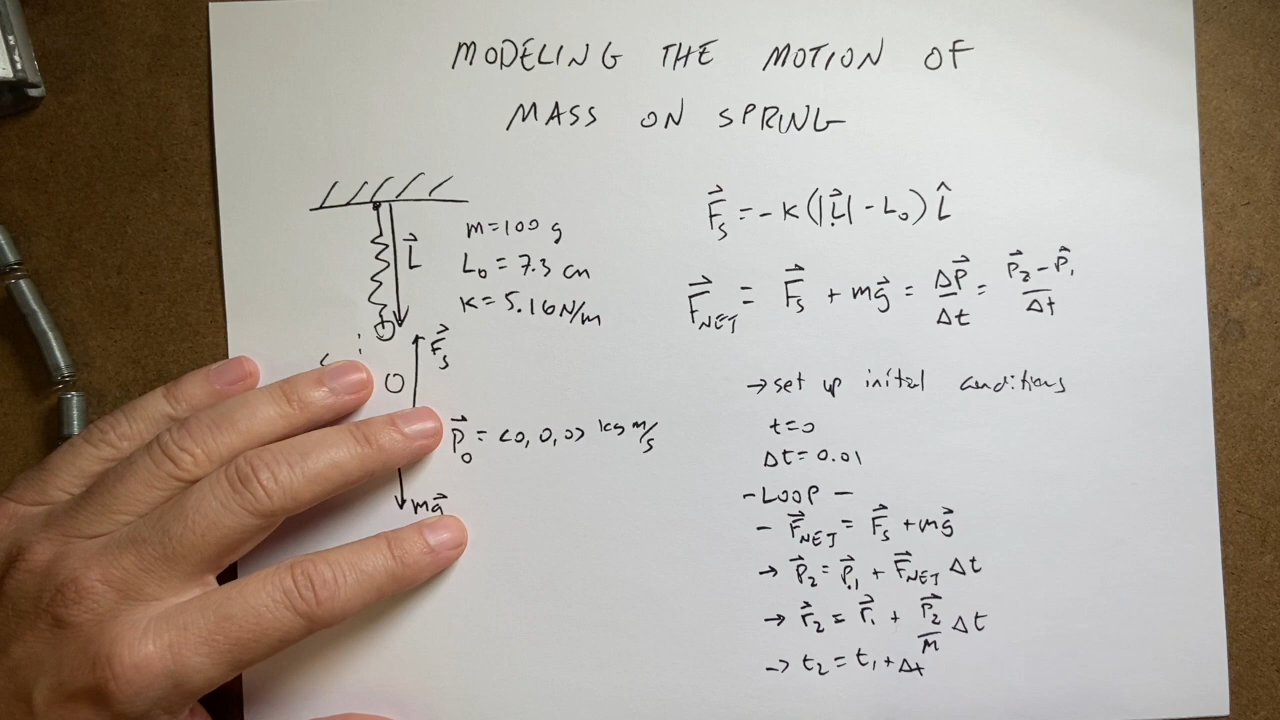 MODELING THE MOTION OF
MASS ON SPRING
L⃗
m=100 g
L₀ = 7.3 cm
K = 5.16 N/m
F⃗s
P⃗₀ = <0, 0, 0> kg m/s
mg⃗
F⃗s = -K(|L⃗| - L₀) L̂
F⃗NET = F⃗s + mg⃗ = ΔP⃗/Δt = (P⃗₂ - P⃗₁)/Δt
→ set up initial conditions
t=0
Δt = 0.01
- LOOP -
- F⃗NET = F⃗s + mg⃗
→ P⃗₂ = P⃗₁ + F⃗NET Δt
→ r⃗₂ = r⃗₁ + P⃗₂/M Δt
→ t₂ = t₁ + Δt